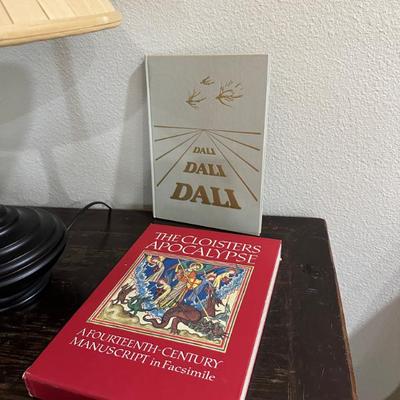 DALI
DALI
DALI
THE CLOISTERS
APOCALYPSE
A FOURTEENTH-CENTURY
MANUSCRIPT in Facsimile